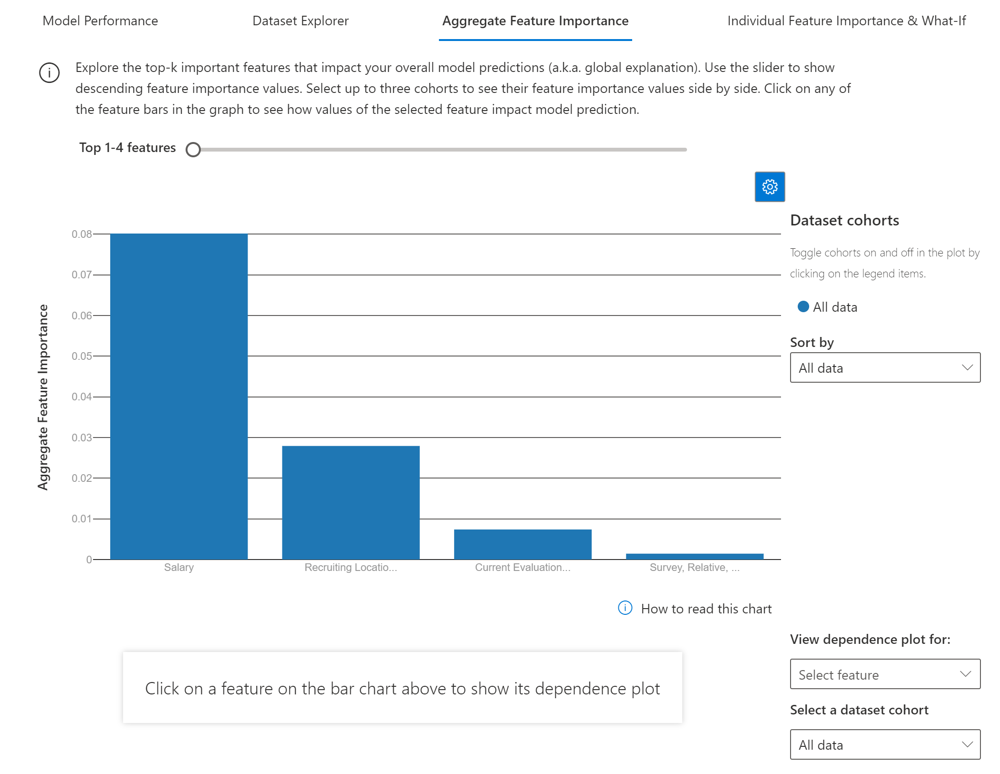 Model Performance
Dataset Explorer
Aggregate Feature Importance
Individual Feature Importance & What-If
Explore the top-k important features that impact your overall model predictions (a.k.a. global explanation). Use the slider to show
descending feature importance values. Select up to three cohorts to see their feature importance values side by side. Click on any of
the feature bars in the graph to see how values of the selected feature impact model prediction.
Top 1-4 features
Dataset cohorts
Toggle cohorts on and off in the plot by
clicking on the legend items.
All data
Sort by
All data
Aggregate Feature Importance
0.08
0.07
0.06
0.05
0.04
0.03
0.02
0.01
0
Salary
Recruiting Locatio...
Current Evaluation...
Survey, Relative, ...
How to read this chart
Click on a feature on the bar chart above to show its dependence plot
View dependence plot for:
Select feature
Select a dataset cohort
All data